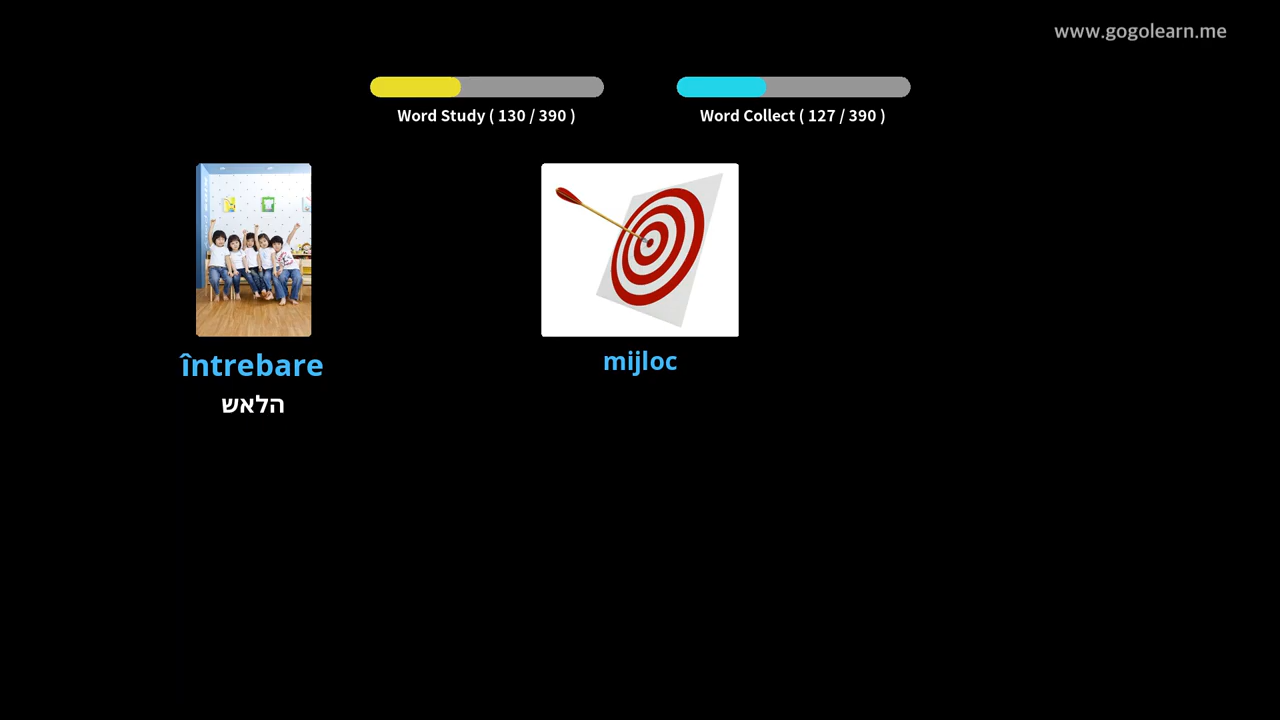 www.gogolearn.me
Word Study ( 130 / 390 )
Word Collect ( 127 / 390 )
întrebare
הלאש
mijloc